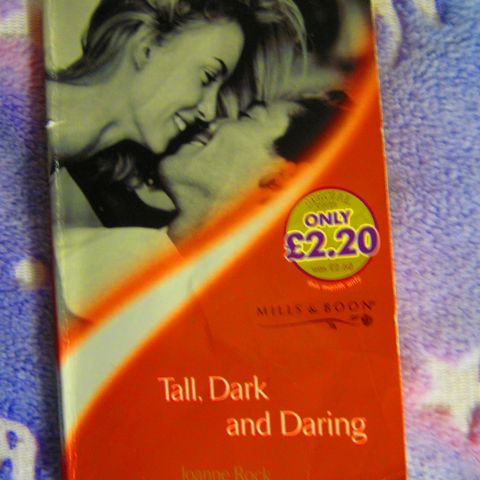 ONLY
£2.20
MILLS & BOON®
Tall, Dark
and Daring
Joanne Rock